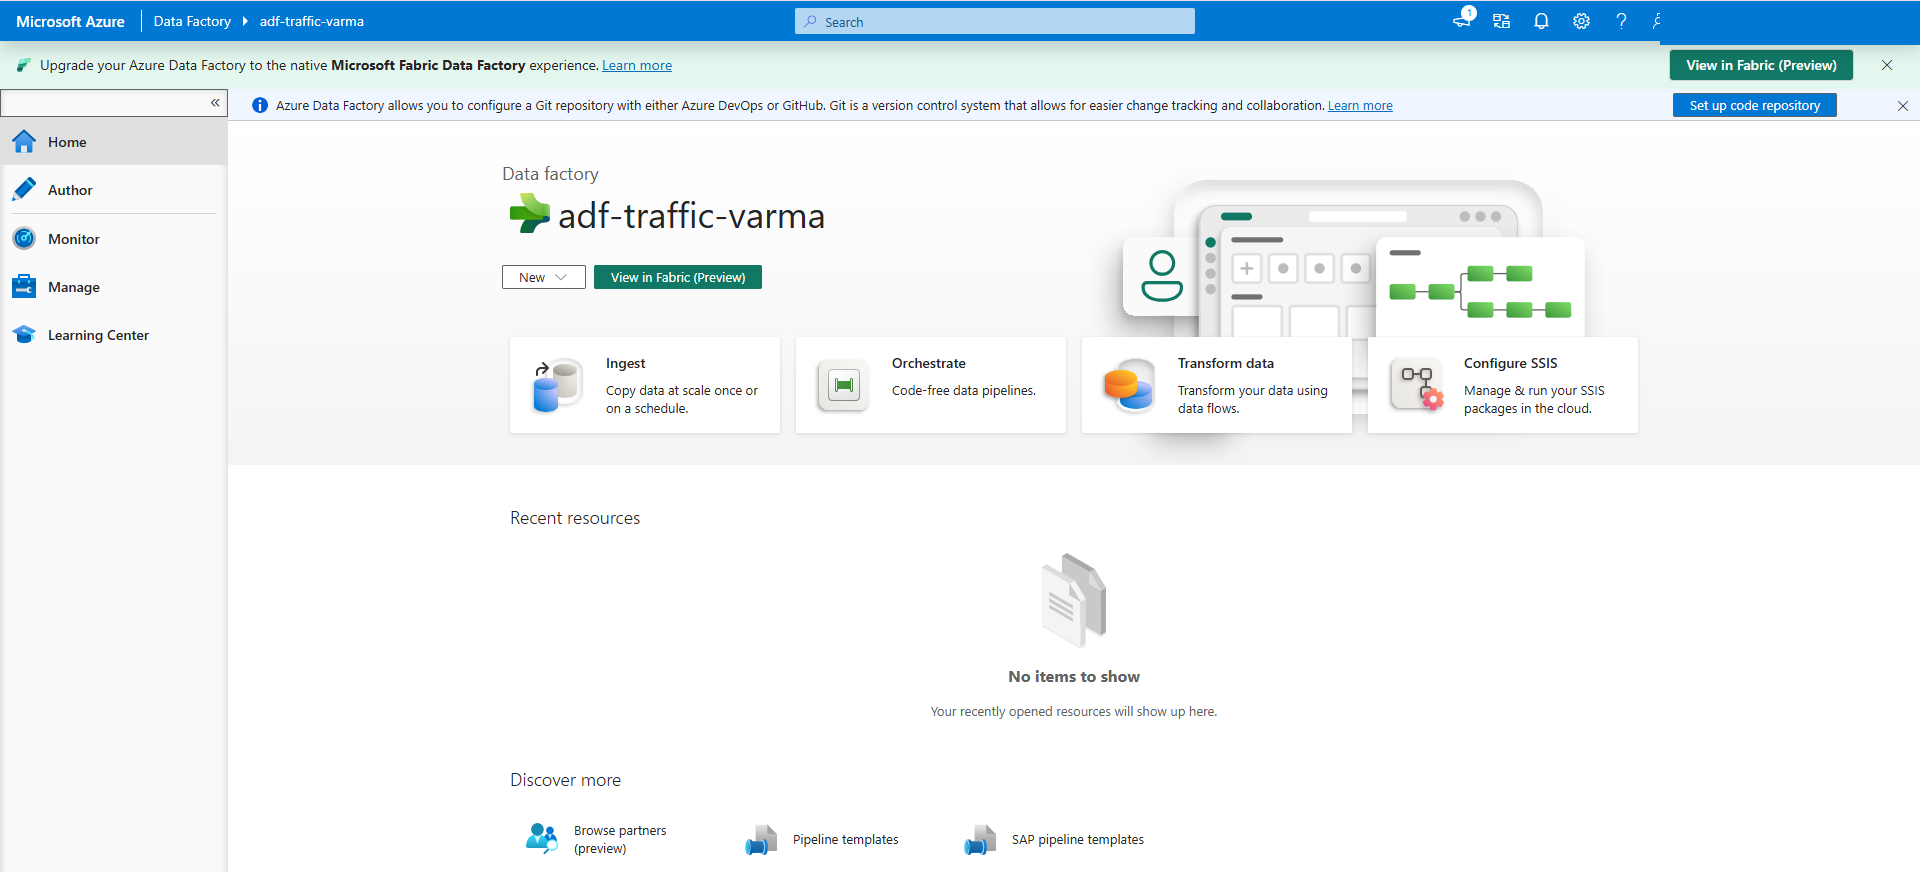 Microsoft Azure
Data Factory
adf-traffic-varma
Search
1
?
Upgrade your Azure Data Factory to the native Microsoft Fabric Data Factory experience. Learn more
View in Fabric (Preview)
Azure Data Factory allows you to configure a Git repository with either Azure DevOps or GitHub. Git is a version control system that allows for easier change tracking and collaboration. Learn more
Set up code repository
«
Home
Author
Monitor
Manage
Learning Center
Data factory
adf-traffic-varma
New
View in Fabric (Preview)
Ingest
Copy data at scale once or
on a schedule.
Orchestrate
Code-free data pipelines.
Transform data
Transform your data using
data flows.
Configure SSIS
Manage & run your SSIS
packages in the cloud.
Recent resources
No items to show
Your recently opened resources will show up here.
Discover more
Browse partners
(preview)
Pipeline templates
SAP pipeline templates